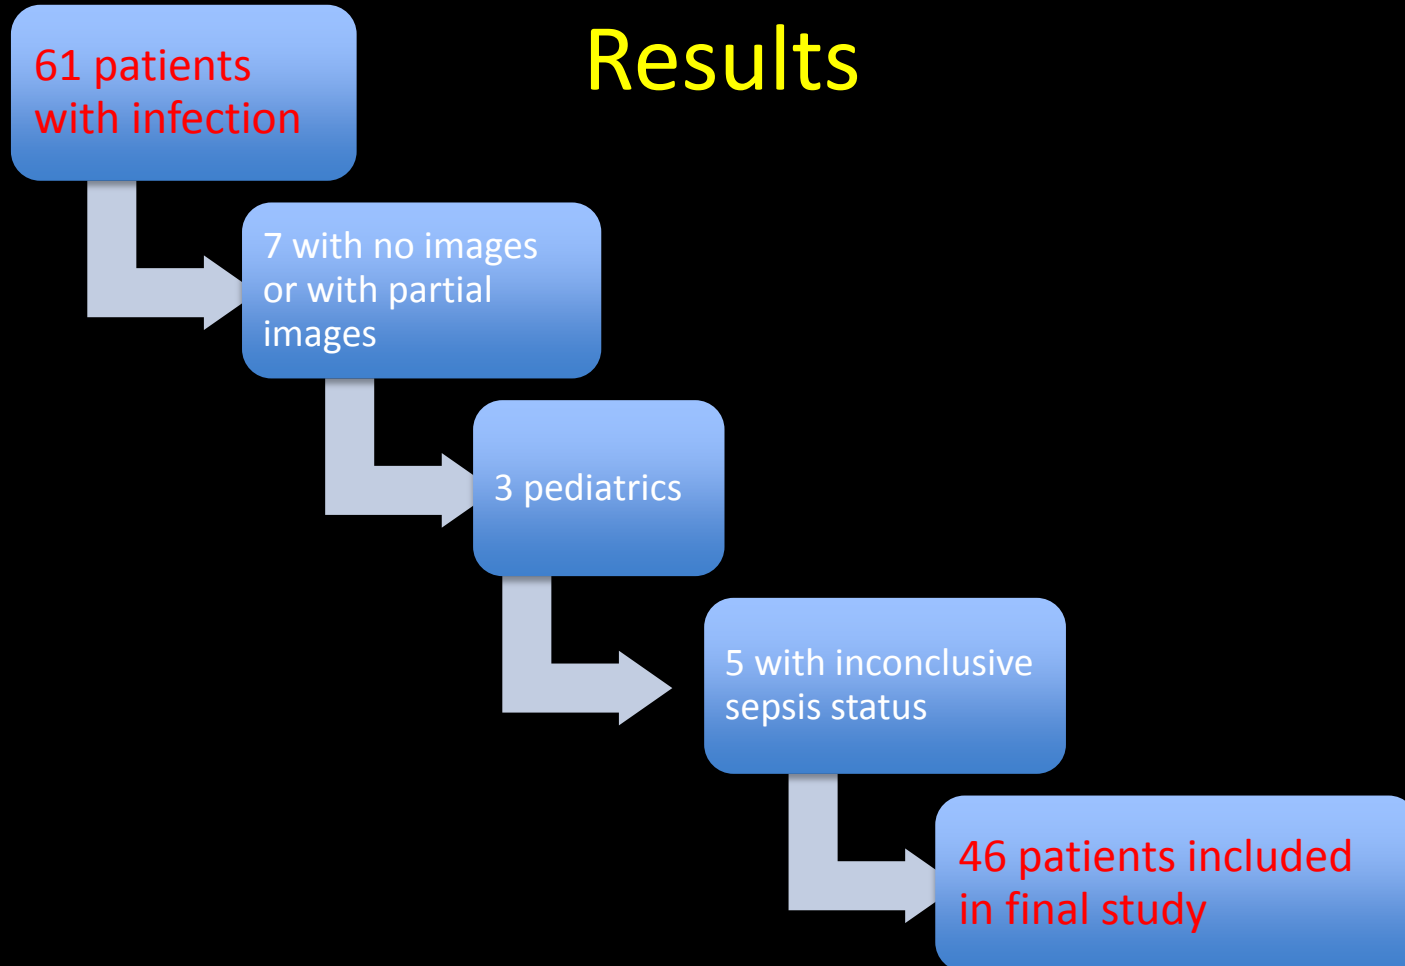 Results
61 patients
with infection
7 with no images
or with partial
images
3 pediatrics
5 with inconclusive
sepsis status
46 patients included
in final study